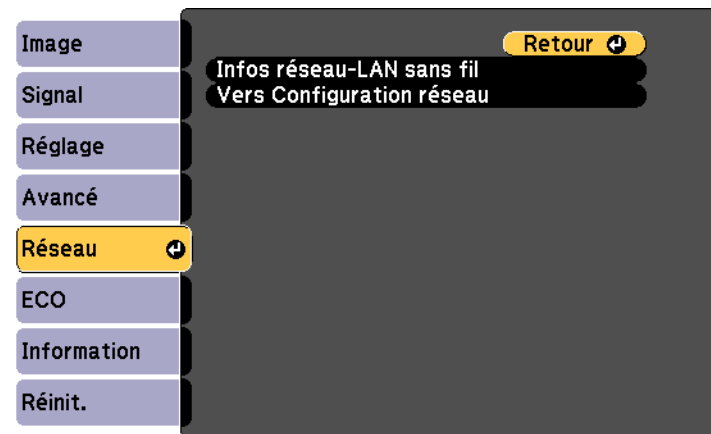 Image
Signal
Réglage
Avancé
Réseau
ECO
Information
Réinit.
Retour
Infos réseau-LAN sans fil
Vers Configuration réseau